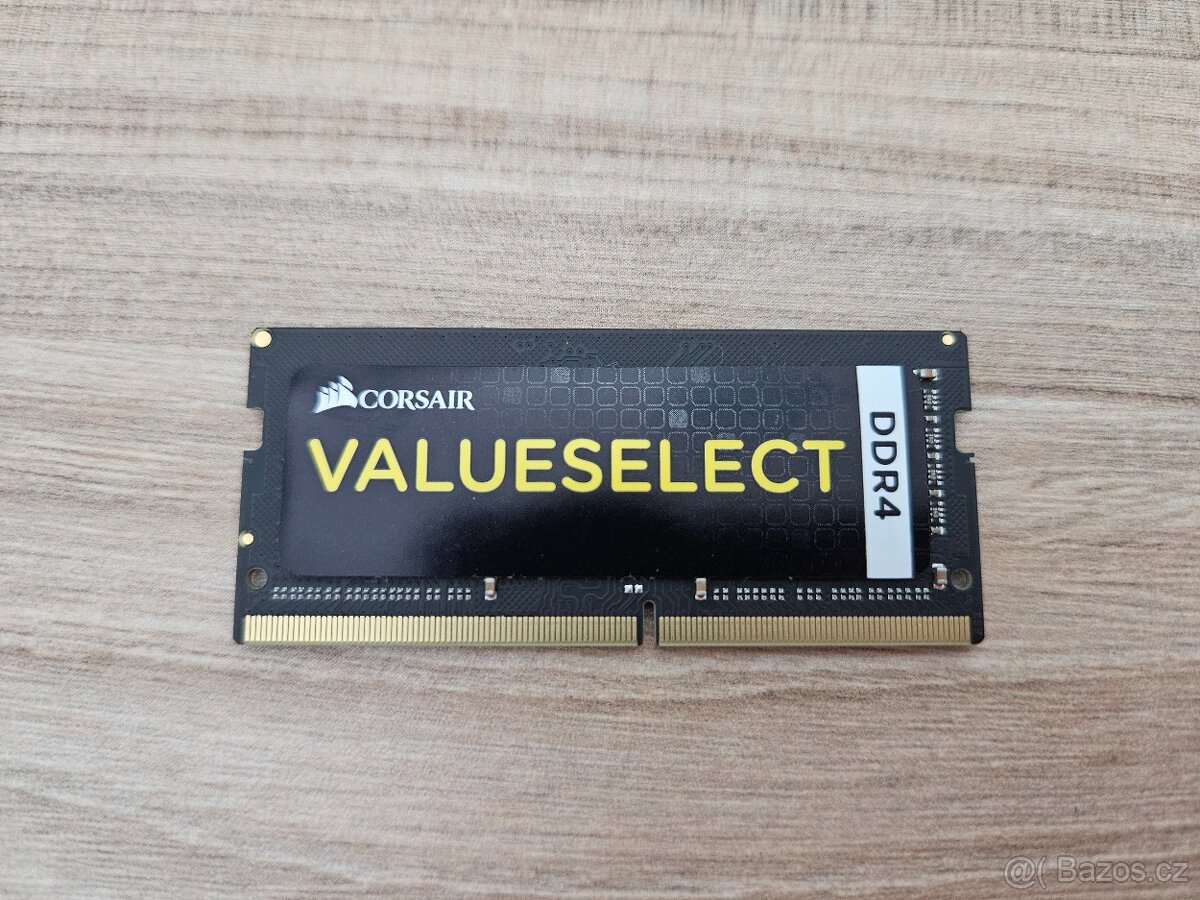 CORSAIR
VALUESELECT
DDR4
@( Bazos.cz